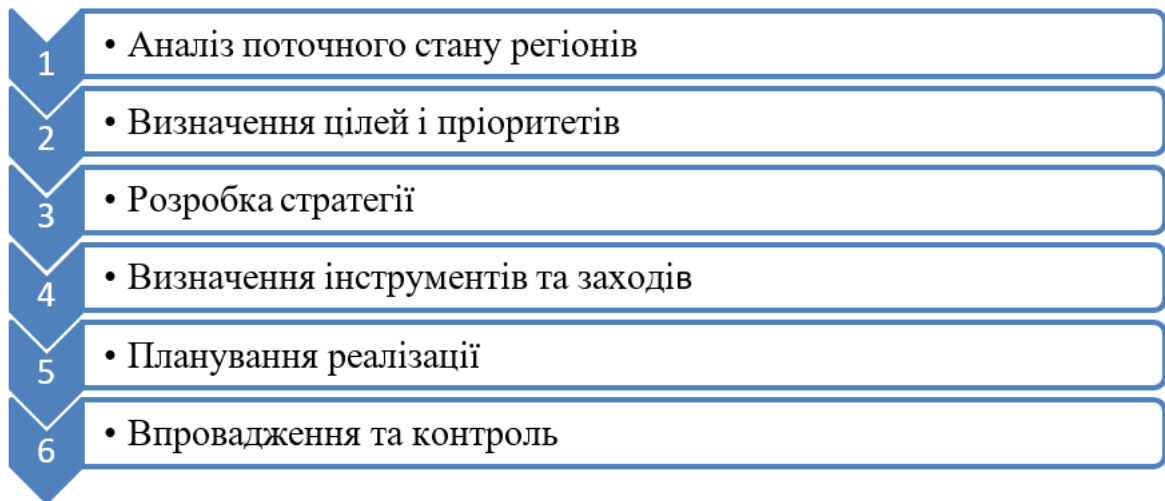 1 • Аналіз поточного стану регіонів
2 • Визначення цілей і пріоритетів
3 • Розробка стратегії
4 • Визначення інструментів та заходів
5 • Планування реалізації
6 • Впровадження та контроль